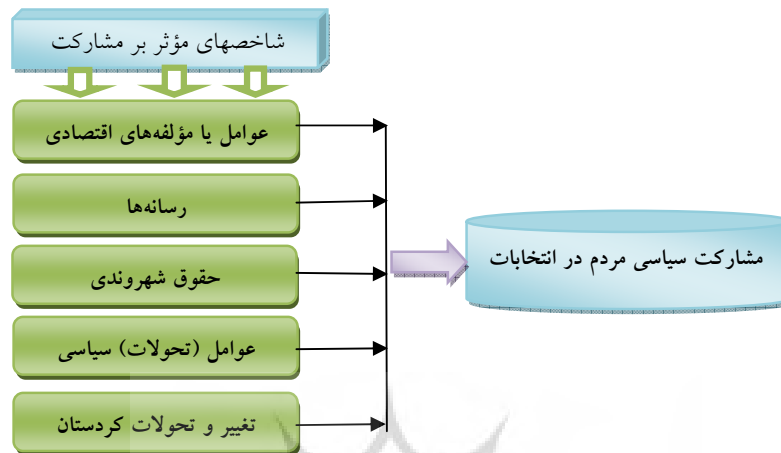 شاخصهای مؤثر بر مشارکت
عوامل یا مؤلفه‌های اقتصادی
رسانه‌ها
حقوق شهروندی
مشارکت سیاسی مردم در انتخابات
عوامل (تحولات) سیاسی
تغییر و تحولات کردستان